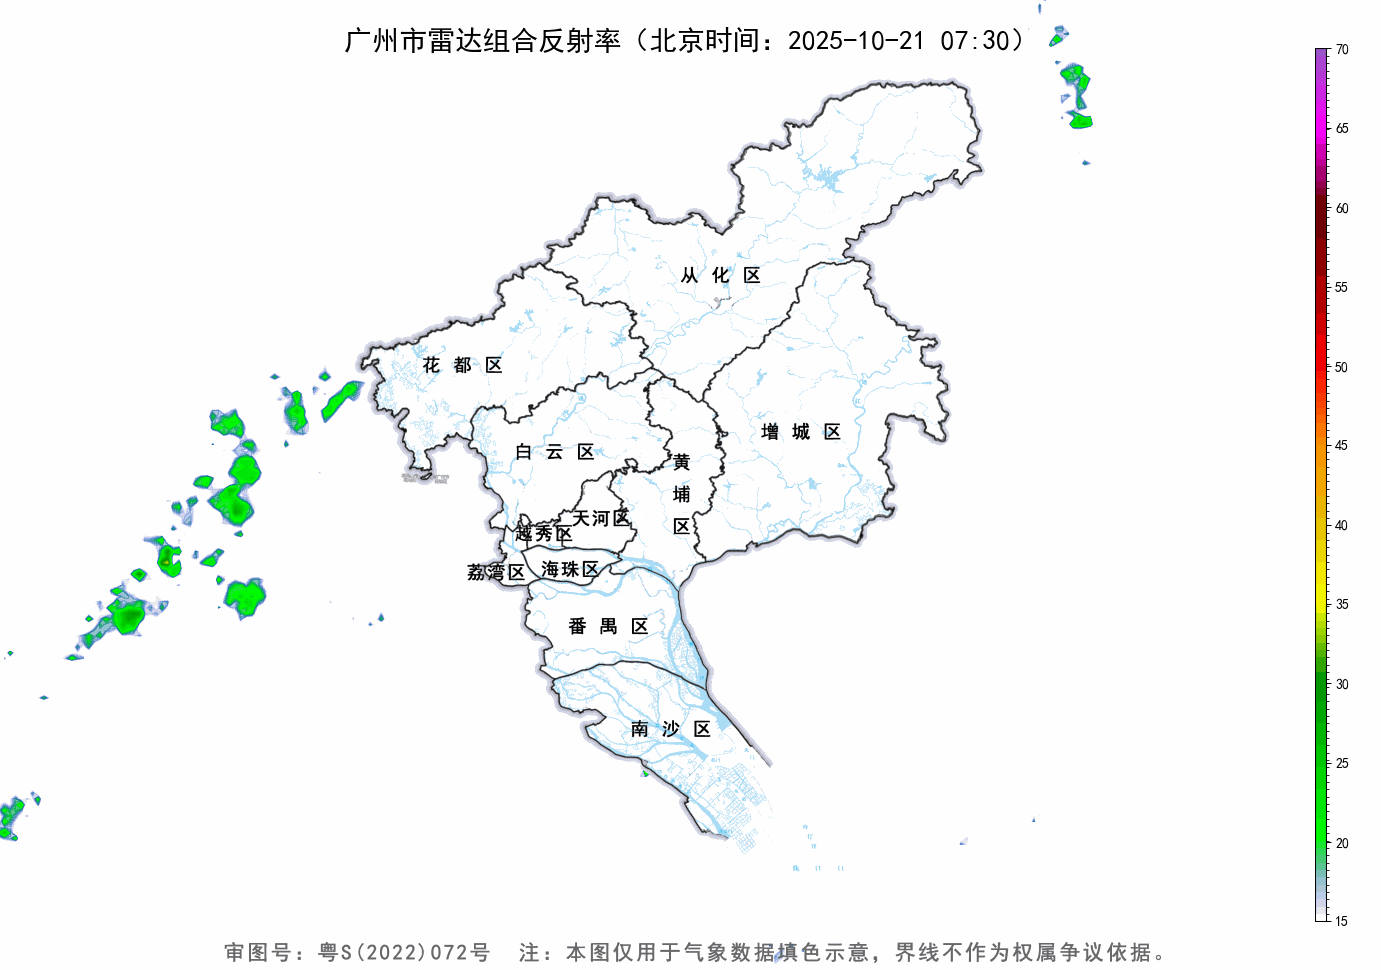 广州市雷达组合反射率（北京时间：2025-10-21 07:30）
70
65
60
55
50
45
40
35
30
25
20
15
从化区
花都区
增城区
白云区
黄埔区
天河区
越秀区
荔湾区
海珠区
番禺区
南沙区
审图号：粤S(2022)072号 注：本图仅用于气象数据填色示意，界线不作为权属争议依据。